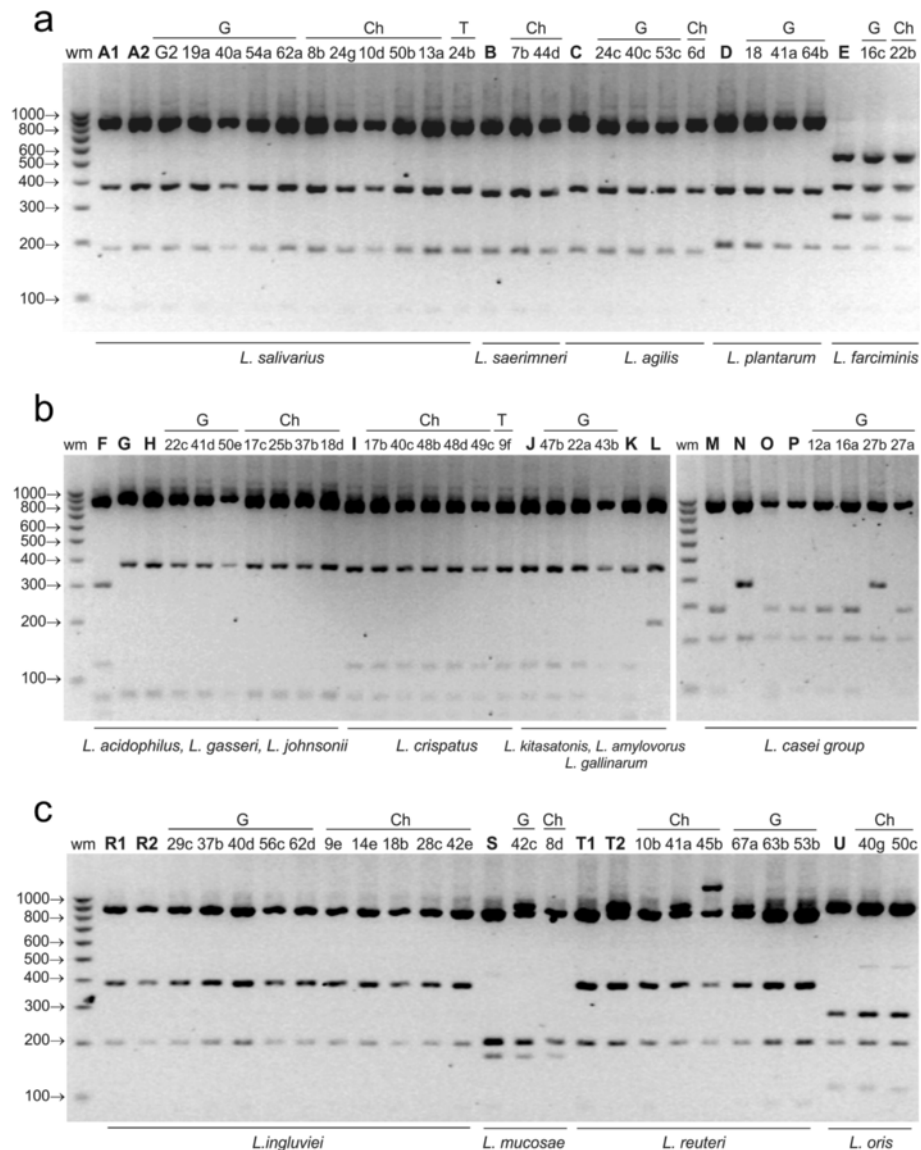 a
G Ch T Ch G Ch G G Ch
wm A1 A2 G2 19a 40a 54a 62a 8b 24g 10d 50b 13a 24b B 7b 44d C 24c 40c 53c 6d D 18 41a 64b E 16c 22b
1000→
800→
600→
500→
400→
300→
200→
100→
L. salivarius L. saerimneri L. agilis L. plantarum L. farciminis
b
G Ch Ch T G G
wm F G H 22c 41d 50e 17c 25b 37b 18d I 17b 40c 48b 48d 49c 9f J 47b 22a 43b K L wm M N O P 12a 16a 27b 27a
1000→
800→
600→
500→
400→
300→
200→
100→
L. acidophilus, L. gasseri, L. johnsonii L. crispatus L. kitasatonis, L. amylovorus L. casei group
L. gallinarum
c
G Ch G Ch Ch G Ch
wm R1 R2 29c 37b 40d 56c 62d 9e 14e 18b 28c 42e S 42c 8d T1 T2 10b 41a 45b 67a 63b 53b U 40g 50c
1000→
800→
600→
500→
400→
300→
200→
100→
L.ingluviei L. mucosae L. reuteri L. oris